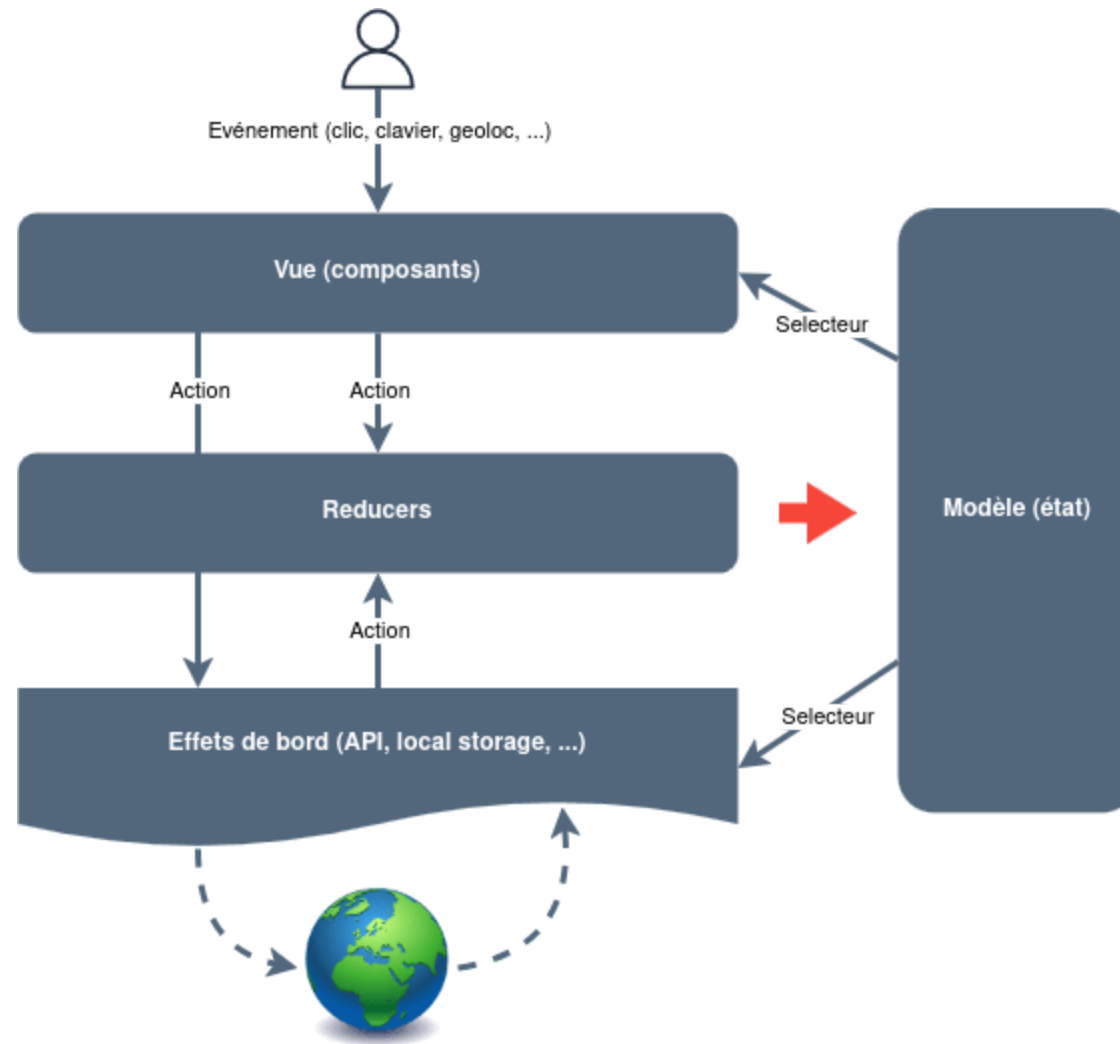 Evénement (clic, clavier, geoloc, ...)
Vue (composants)
Selecteur
Action
Action
Reducers
Modèle (état)
Action
Selecteur
Effets de bord (API, local storage, ...)